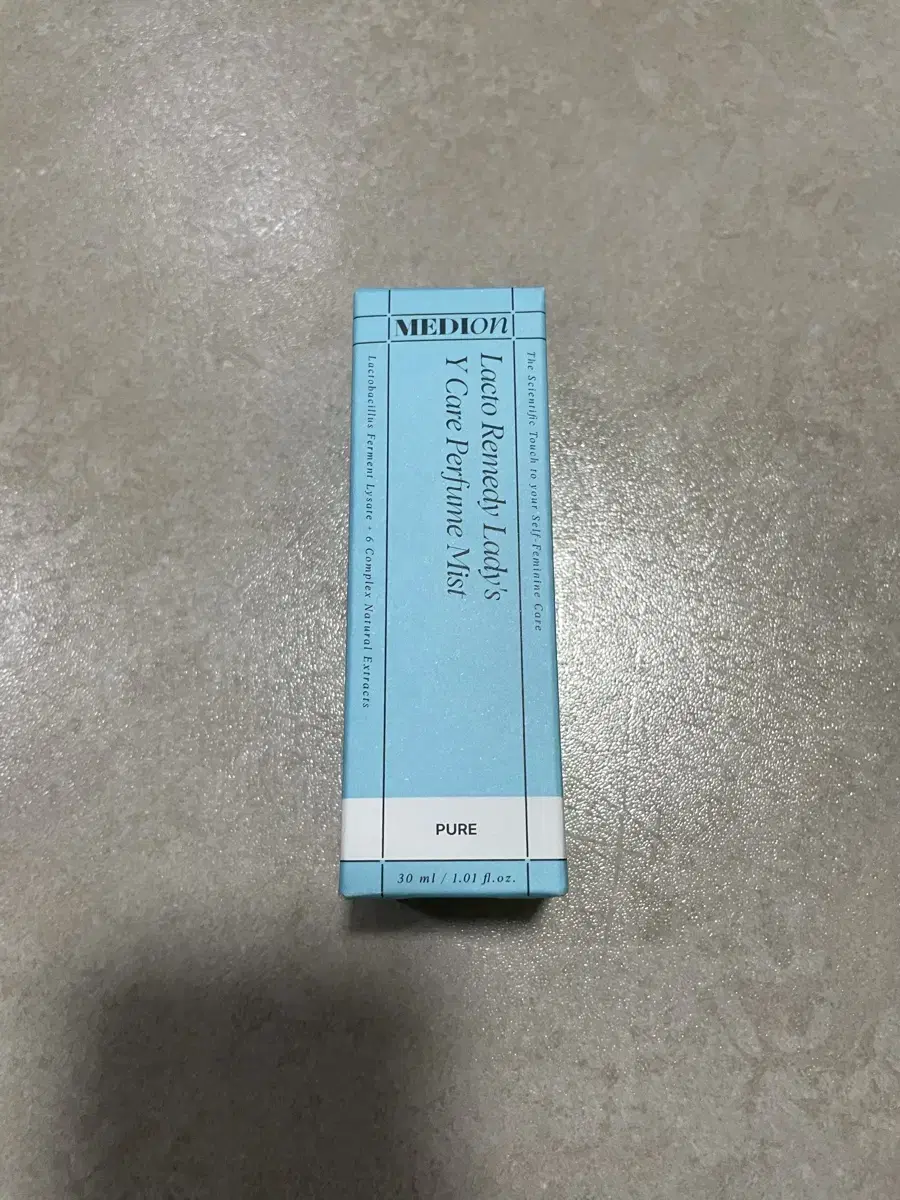 MEDION
The Scientific Touch to your Self-Feminine Care
Lacto Remedy Lady's
Y Care Perfume Mist
Lactobacillus Ferment Lysate + 6 Complex Natural Extracts
PURE
30 ml / 1.01 fl.oz.